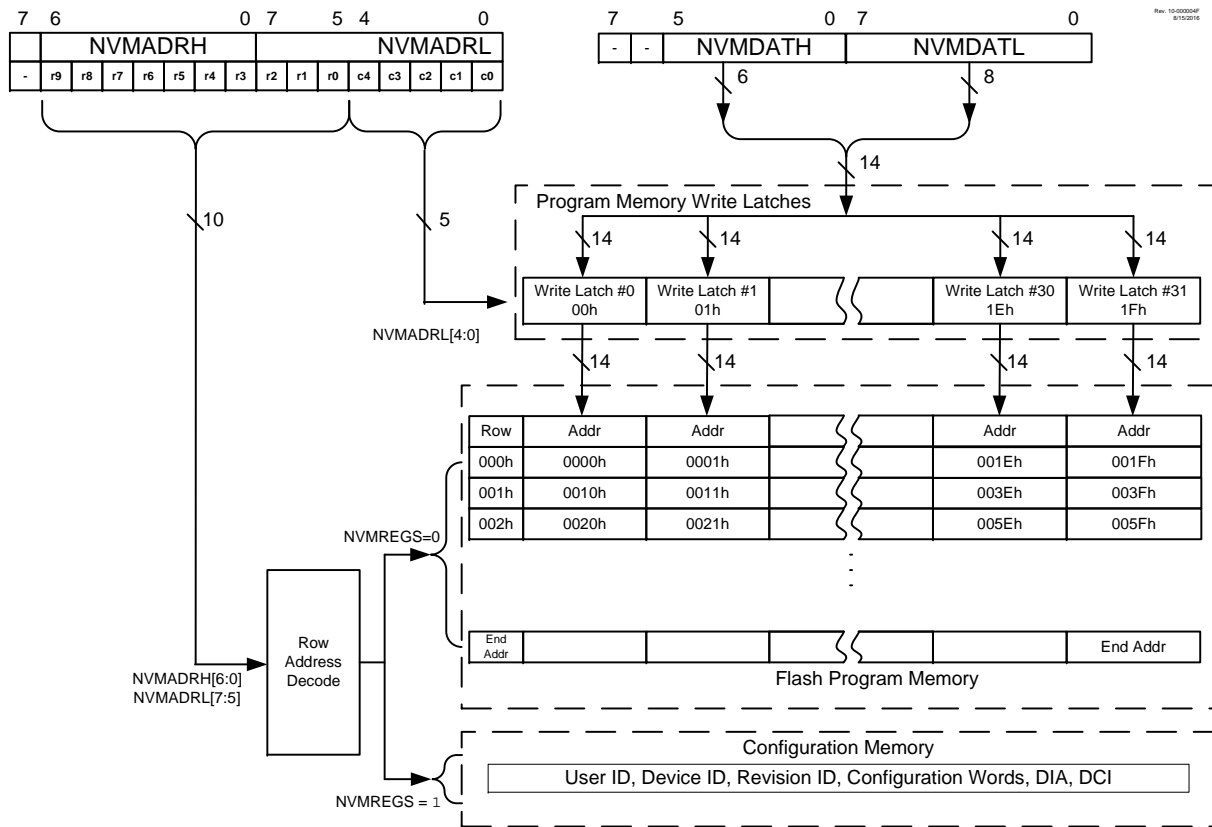 7 6 0 7 5 4 0
7 5 0 7 0
Rev. 10-000004F
8/15/2016
NVMADRH NVMADRL
- r9 r8 r7 r6 r5 r4 r3 r2 r1 r0 c4 c3 c2 c1 c0
- - NVMDATH NVMDATL
6 8
14
10
5
Program Memory Write Latches
14 14 14 14
Write Latch #0 Write Latch #1 Write Latch #30 Write Latch #31
00h 01h 1Eh 1Fh
NVMADRL[4:0]
14 14 14 14
Row Addr Addr Addr Addr
000h 0000h 0001h 001Eh 001Fh
001h 0010h 0011h 003Eh 003Fh
002h 0020h 0021h 005Eh 005Fh
NVMREGS=0
End
Addr
End Addr
Row
Address
Decode
NVMADRH[6:0]
NVMADRL[7:5]
Flash Program Memory
Configuration Memory
User ID, Device ID, Revision ID, Configuration Words, DIA, DCI
NVMREGS = 1